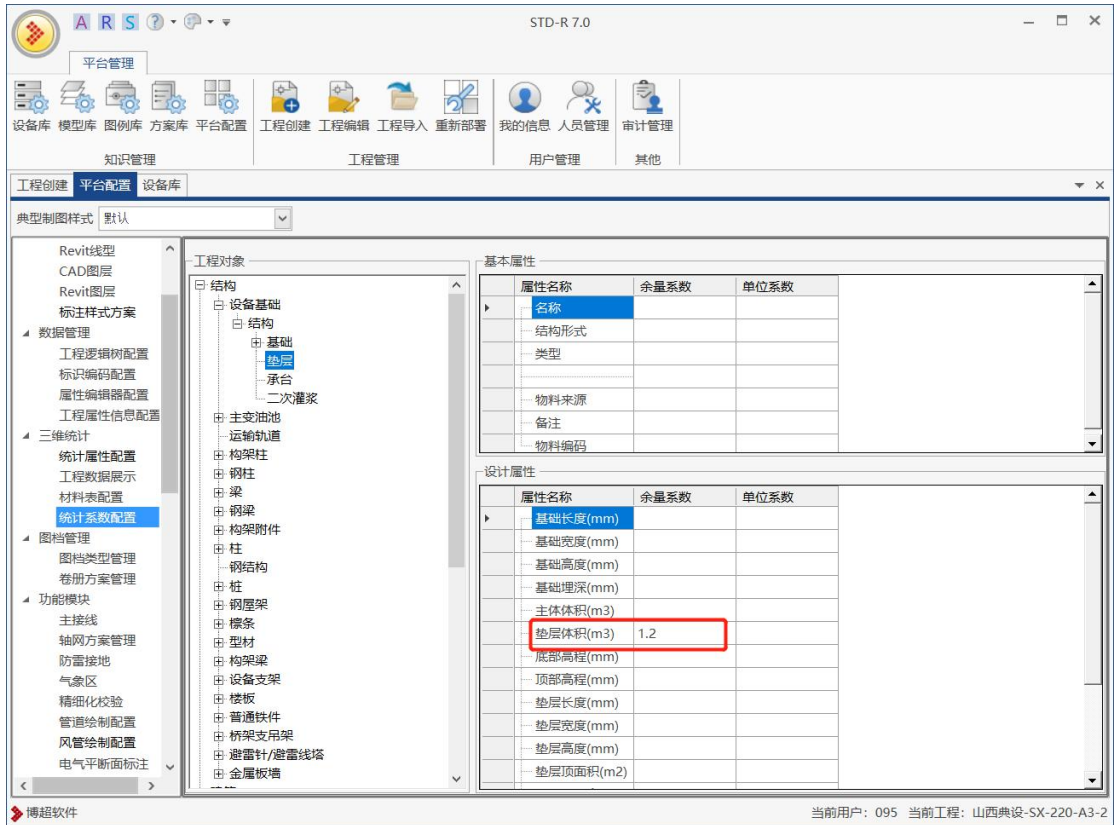 A R S ? STD-R 7.0
平台管理
设备库 模型库 图例库 方案库 平台配置 工程创建 工程编辑 工程导入 重新部署 我的信息 人员管理 审计管理
知识管理 工程管理 用户管理 其他
工程创建 平台配置 设备库
典型制图样式 默认
Revit线型
CAD图层
Revit图层
标注样式方案
数据管理
工程逻辑树配置
标识编码配置
属性编辑器配置
工程属性信息配置
三维统计
统计属性配置
工程数据展示
材料表配置
统计系数配置
图档管理
图档类型管理
卷册方案管理
功能模块
主接线
轴网方案管理
防雷接地
气象区
精细化校验
管道绘制配置
风管绘制配置
电气平断面标注
工程对象
结构
设备基础
结构
基础
垫层
承台
二次灌浆
主变油池
运输轨道
构架柱
钢柱
梁
钢梁
构架附件
柱
钢结构
桩
钢屋架
檩条
型材
构架梁
设备支架
楼板
普通铁件
桥架支吊架
避雷针/避雷线塔
金属板墙
基本属性
属性名称 余量系数 单位系数
名称
结构形式
类型
物料来源
备注
物料编码
设计属性
属性名称 余量系数 单位系数
基础长度(mm)
基础宽度(mm)
基础高度(mm)
基础埋深(mm)
主体体积(m3)
垫层体积(m3) 1.2
底部高程(mm)
顶部高程(mm)
垫层长度(mm)
垫层宽度(mm)
垫层高度(mm)
垫层顶面积(m2)
博超软件 当前用户：095 当前工程：山西典设-SX-220-A3-2